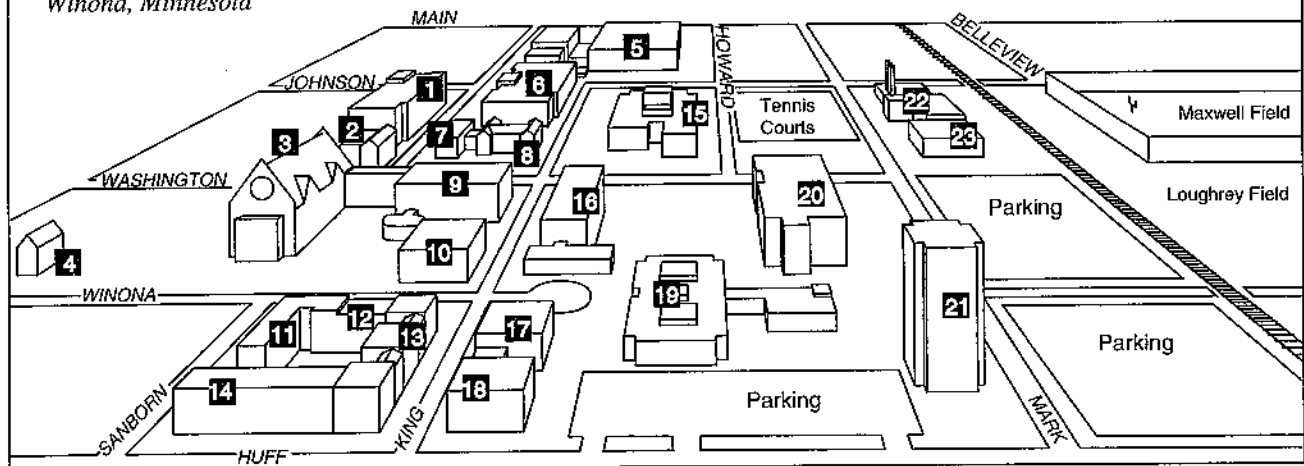 Winona, Minnesota
MAIN
BELLEVIEW
HOWARD
JOHNSON
5
1
6
2
7
8
3
15
Tennis
Courts
22
23
Maxwell Field
WASHINGTON
9
16
20
Parking
Loughrey Field
4
10
WINONA
19
21
11
12
13
17
Parking
14
18
Parking
SANBORN
KING
HUFF
MARK